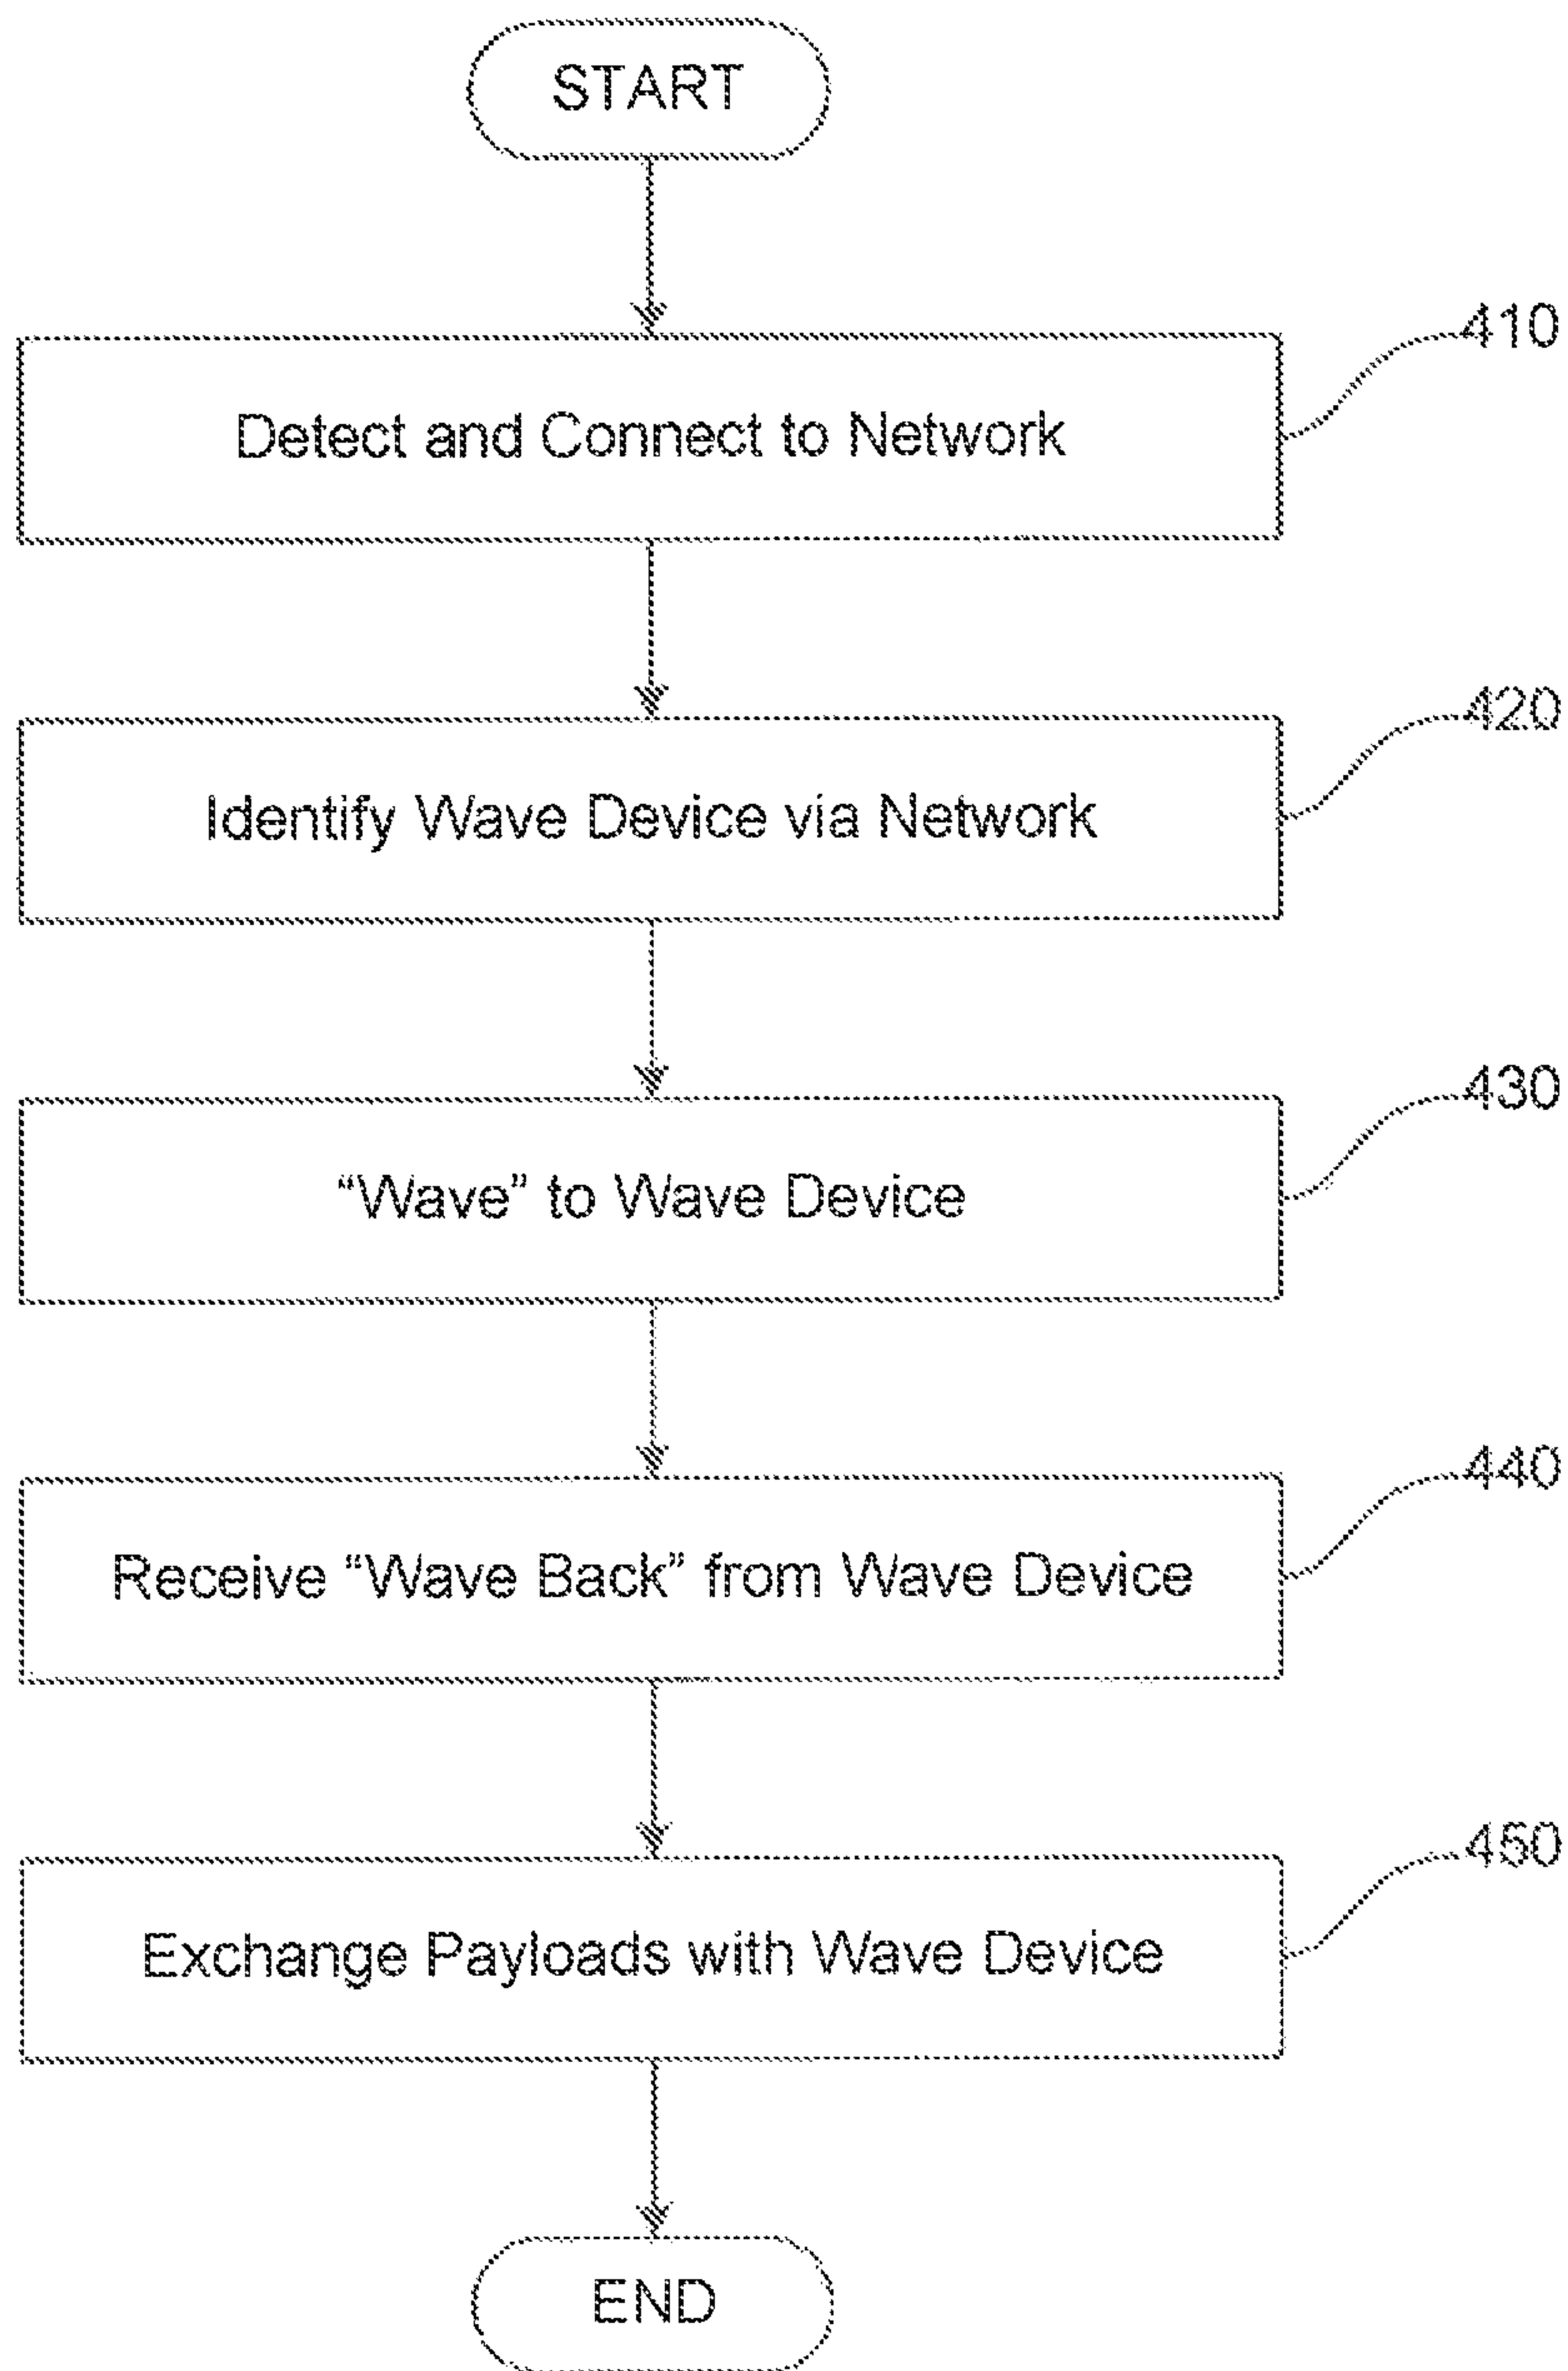 START
410
Detect and Connect to Network
420
Identify Wave Device via Network
430
“Wave” to Wave Device
440
Receive “Wave Back” from Wave Device
450
Exchange Payloads with Wave Device
END